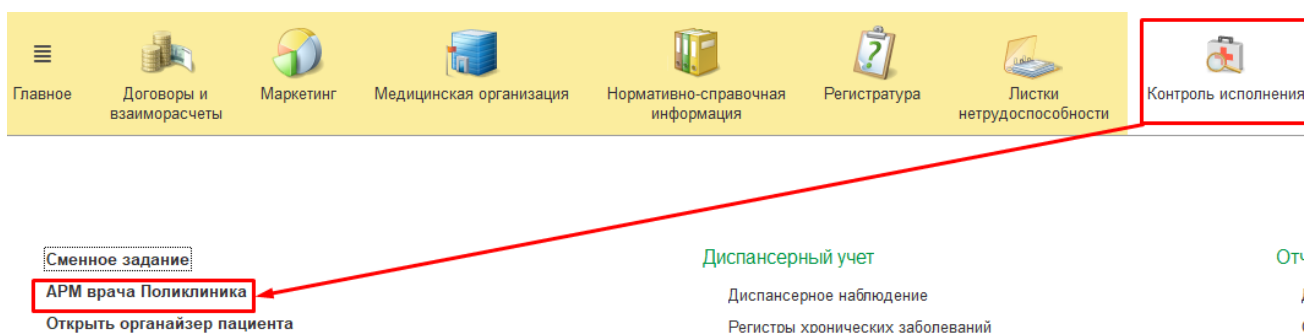 Главное
Договоры и
взаиморасчеты
Маркетинг
Медицинская организация
Нормативно-справочная
информация
Регистратура
Листки
нетрудоспособности
Контроль исполнения
Сменное задание
АРМ врача Поликлиника
Открыть органайзер пациента
Диспансерный учет
Диспансерное наблюдение
Регистры хронических заболеваний